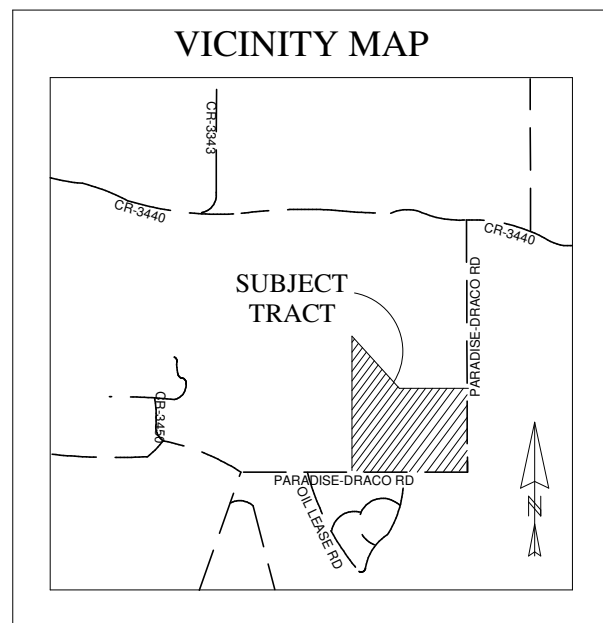 VICINITY MAP
CR-3343
CR-3440
CR-3440
SUBJECT
TRACT
PARADISE-DRACO RD
CR-3450
PARADISE-DRACO RD
OIL LEASE RD
N